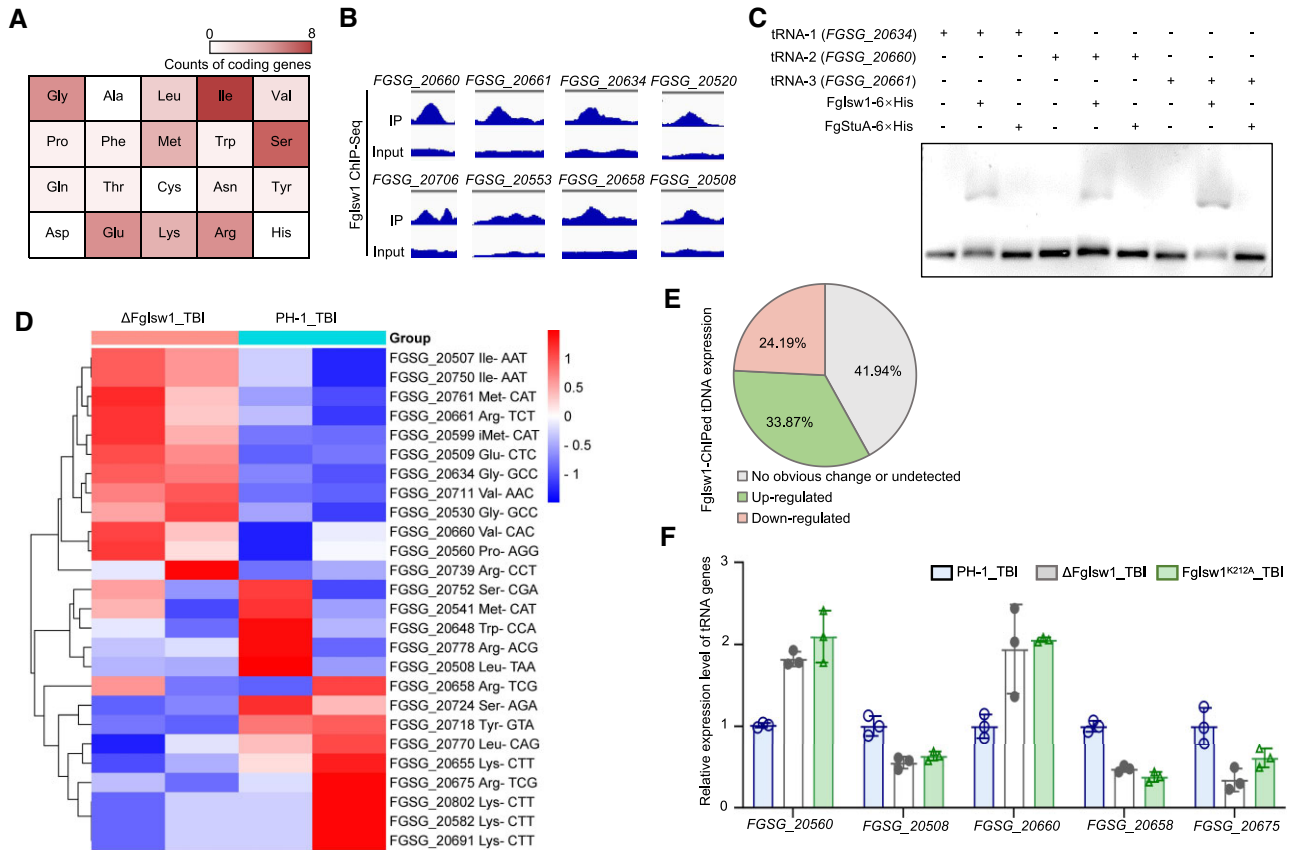 A
0 8
Counts of coding genes
Gly Ala Leu Ile Val
Pro Phe Met Trp Ser
Gln Thr Cys Asn Tyr
Asp Glu Lys Arg His
B
FGSG_20660 FGSG_20661 FGSG_20634 FGSG_20520
IP
Input
FGSG_20706 FGSG_20553 FGSG_20658 FGSG_20508
IP
Input
FgIsw1 ChIP-Seq
C
tRNA-1 (FGSG_20634) + + + - - - - - -
tRNA-2 (FGSG_20660) - - - + + + - - -
tRNA-3 (FGSG_20661) - - - - - - + + +
FgIsw1-6×His - + - - + - - + -
FgStuA-6×His - - + - - + - - +
D
ΔFgIsw1_TBI PH-1_TBI
Group
FGSG_20507 Ile- AAT
FGSG_20750 Ile- AAT
FGSG_20761 Met- CAT
FGSG_20661 Arg- TCT
FGSG_20599 iMet- CAT
FGSG_20509 Glu- CTC
FGSG_20634 Gly- GCC
FGSG_20711 Val- AAC
FGSG_20530 Gly- GCC
FGSG_20660 Val- CAC
FGSG_20560 Pro- AGG
FGSG_20739 Arg- CCT
FGSG_20752 Ser- CGA
FGSG_20541 Met- CAT
FGSG_20648 Trp- CCA
FGSG_20778 Arg- ACG
FGSG_20508 Leu- TAA
FGSG_20658 Arg- TCG
FGSG_20724 Ser- AGA
FGSG_20718 Tyr- GTA
FGSG_20770 Leu- CAG
FGSG_20655 Lys- CTT
FGSG_20675 Arg- TCG
FGSG_20802 Lys- CTT
FGSG_20582 Lys- CTT
FGSG_20691 Lys- CTT
1
0.5
0
- 0.5
- 1
E
FgIsw1-ChIPed tDNA expression
24.19%
41.94%
33.87%
No obvious change or undetected
Up-regulated
Down-regulated
F
Relative expression level of tRNA genes
PH-1_TBI ΔFgIsw1_TBI FgIsw1K212A_TBI
3
2
1
0
FGSG_20560 FGSG_20508 FGSG_20660 FGSG_20658 FGSG_20675